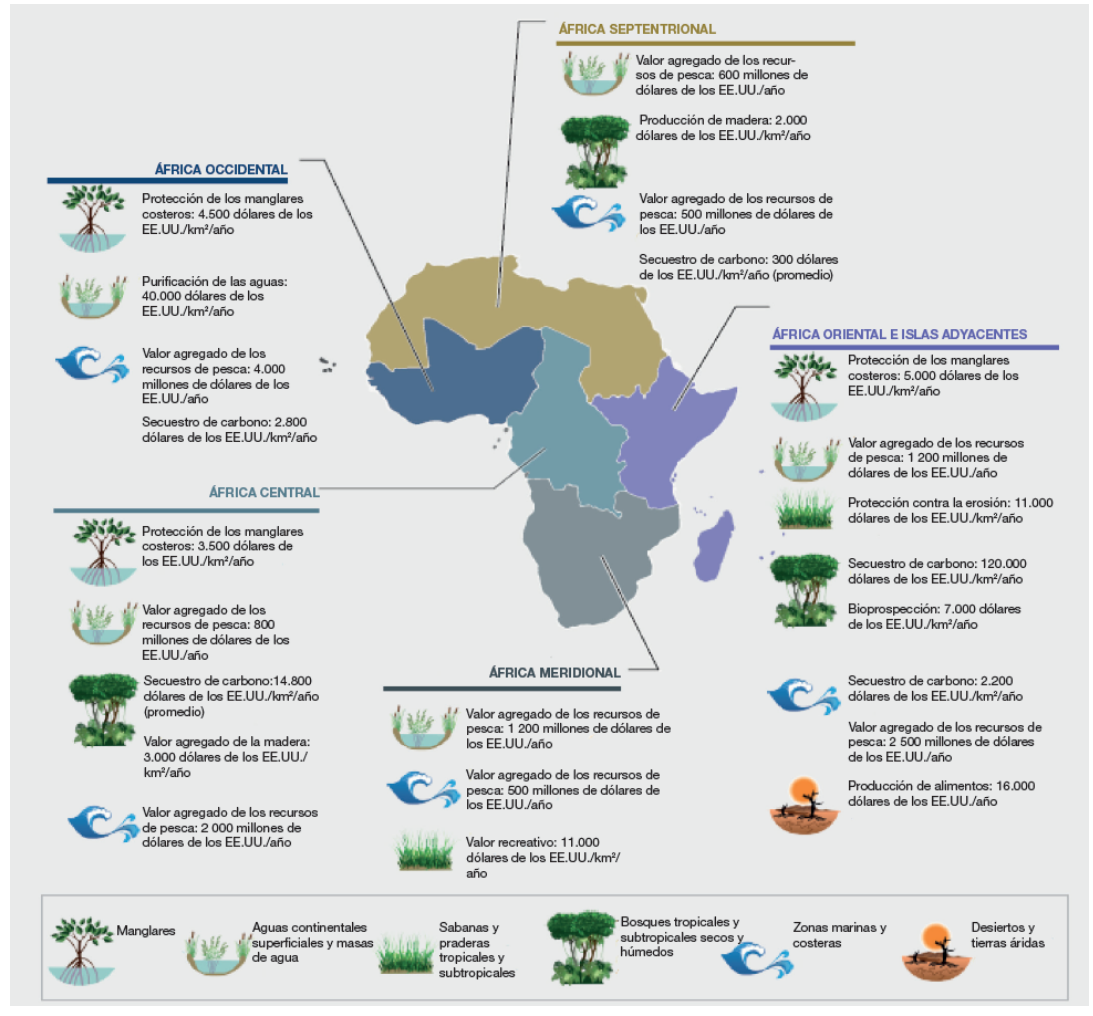 ÁFRICA SEPTENTRIONAL
Valor agregado de los recur-
sos de pesca: 600 millones de
dólares de los EE.UU./año
Producción de madera: 2.000
dólares de los EE.UU./km²/año
Valor agregado de los recursos de
pesca: 500 millones de dólares de
los EE.UU./año
Secuestro de carbono: 300 dólares
de los EE.UU./km²/año (promedio)
ÁFRICA OCCIDENTAL
Protección de los manglares
costeros: 4.500 dólares de los
EE.UU./km²/año
Purificación de las aguas:
40.000 dólares de los
EE.UU./km²/año
Valor agregado de los
recursos de pesca: 4.000
millones de dólares de los
EE.UU./año
Secuestro de carbono: 2.800
dólares de los EE.UU./km²/año
ÁFRICA ORIENTAL E ISLAS ADYACENTES
Protección de los manglares
costeros: 5.000 dólares de los
EE.UU./km²/año
Valor agregado de los recursos
de pesca: 1 200 millones de
dólares de los EE.UU./año
Protección contra la erosión: 11.000
dólares de los EE.UU./km²/año
Secuestro de carbono: 120.000
dólares de los EE.UU./km²/año
Bioprospección: 7.000 dólares
de los EE.UU./km²/año
Secuestro de carbono: 2.200
dólares de los EE.UU./km²/año
Valor agregado de los recursos de
pesca: 2 500 millones de dólares
de los EE.UU./año
Producción de alimentos: 16.000
dólares de los EE.UU./año
ÁFRICA CENTRAL
Protección de los manglares
costeros: 3.500 dólares de
los EE.UU./km²/año
Valor agregado de los
recursos de pesca: 800
millones de dólares de los
EE.UU./año
Secuestro de carbono:14.800
dólares de los EE.UU./km²/año
(promedio)
Valor agregado de la madera:
3.000 dólares de los EE.UU./
km²/año
Valor agregado de los recursos
de pesca: 2 000 millones de
dólares de los EE.UU./año
ÁFRICA MERIDIONAL
Valor agregado de los recursos de
pesca: 1 200 millones de dólares de
los EE.UU./año
Valor agregado de los recursos de
pesca: 500 millones de dólares de
los EE.UU./año
Valor recreativo: 11.000
dólares de los EE.UU./km²/
año
Manglares
Aguas continentales
superficiales y masas
de agua
Sabanas y
praderas
tropicales y
subtropicales
Bosques tropicales y
subtropicales secos y
húmedos
Zonas marinas y
costeras
Desiertos y
tierras áridas